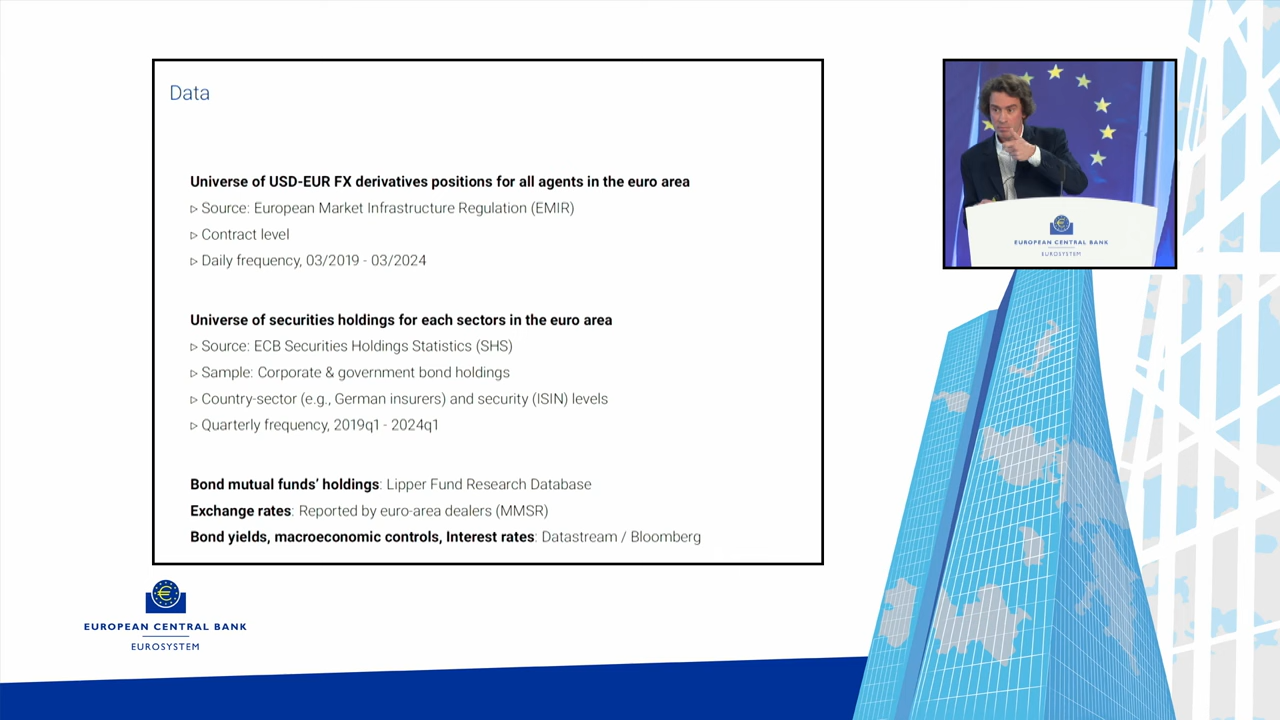 Data
Universe of USD-EUR FX derivatives positions for all agents in the euro area
▹ Source: European Market Infrastructure Regulation (EMIR)
▹ Contract level
▹ Daily frequency, 03/2019 - 03/2024
Universe of securities holdings for each sectors in the euro area
▹ Source: ECB Securities Holdings Statistics (SHS)
▹ Sample: Corporate & government bond holdings
▹ Country-sector (e.g., German insurers) and security (ISIN) levels
▹ Quarterly frequency, 2019q1 - 2024q1
Bond mutual funds’ holdings: Lipper Fund Research Database
Exchange rates: Reported by euro-area dealers (MMSR)
Bond yields, macroeconomic controls, Interest rates: Datastream / Bloomberg
EUROPEAN CENTRAL BANK
EUROSYSTEM
EUROPEAN CENTRAL BANK
EUROSYSTEM